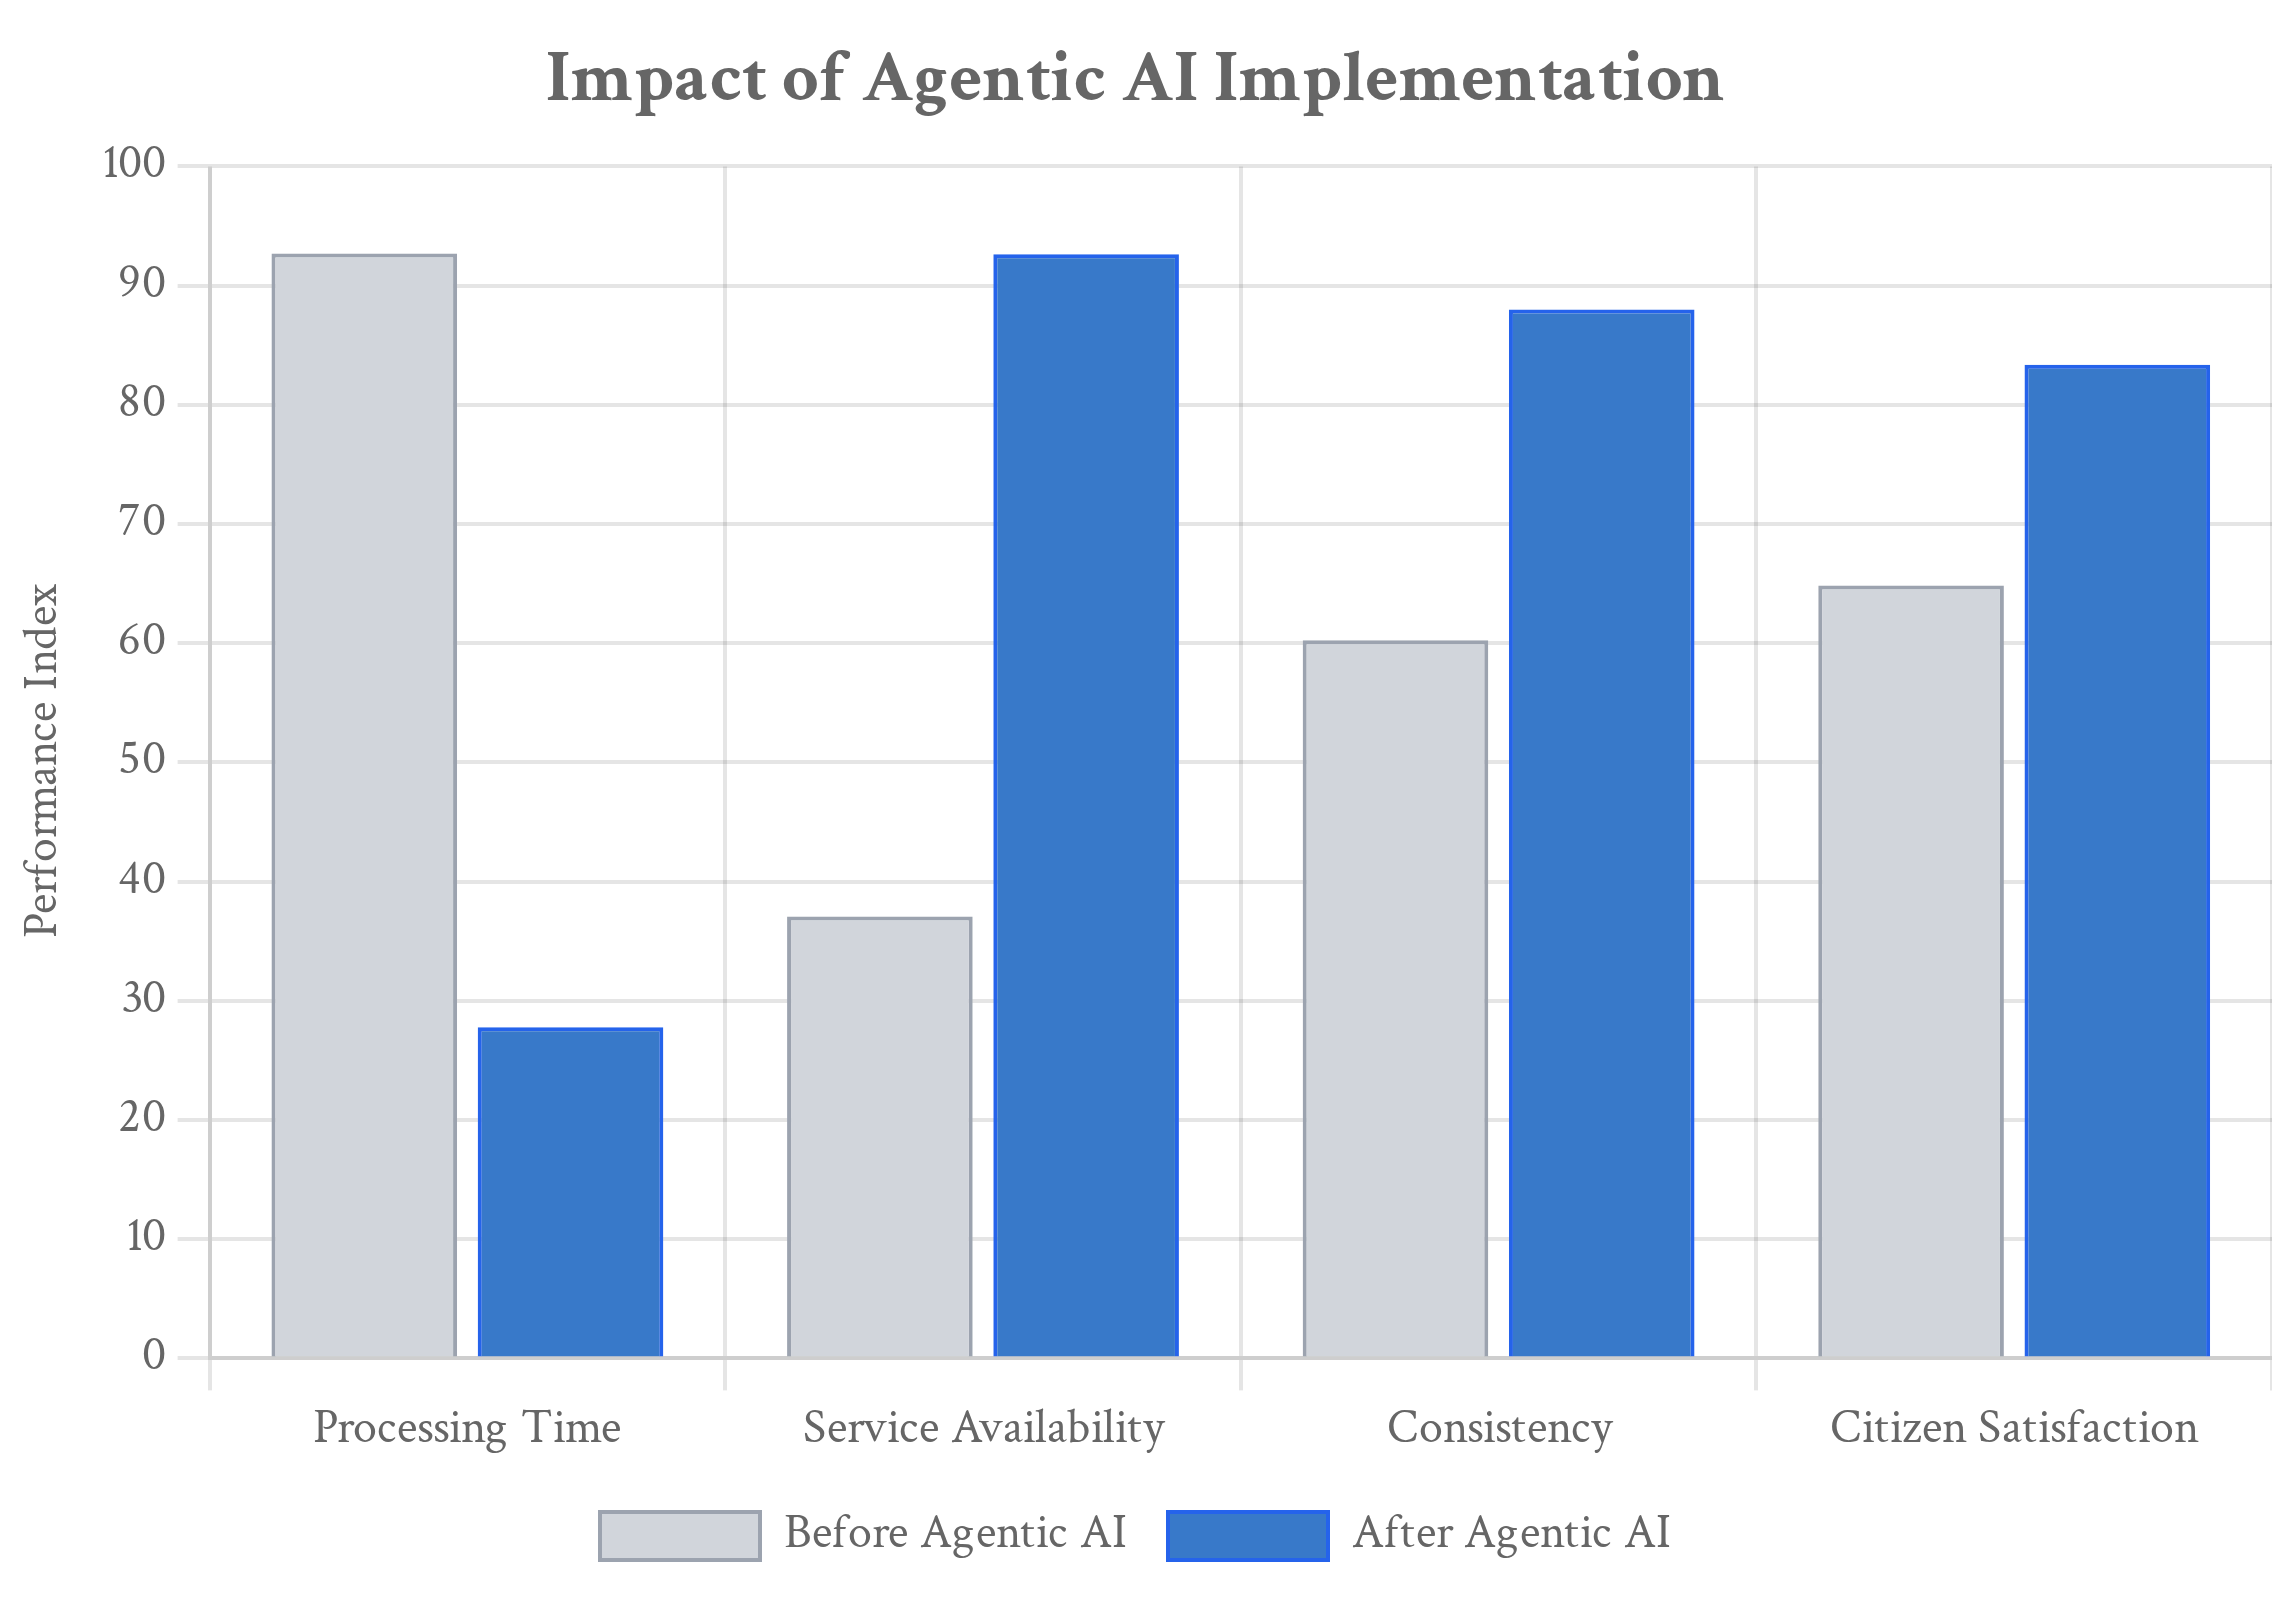 Impact of Agentic AI Implementation
100
90
80
70
60
50
40
30
20
10
0
Performance Index
Processing Time
Service Availability
Consistency
Citizen Satisfaction
Before Agentic AI
After Agentic AI